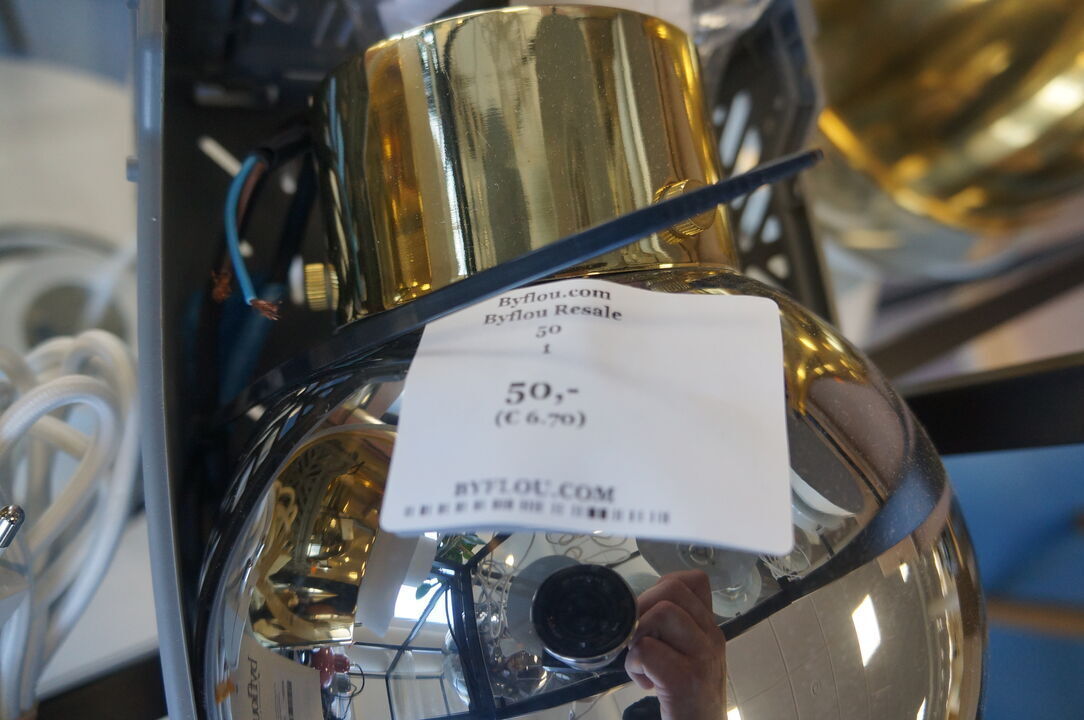 Byflou.com
Byflou Resale
50
1
50,-
(€ 6.70)
BYFLOU.COM